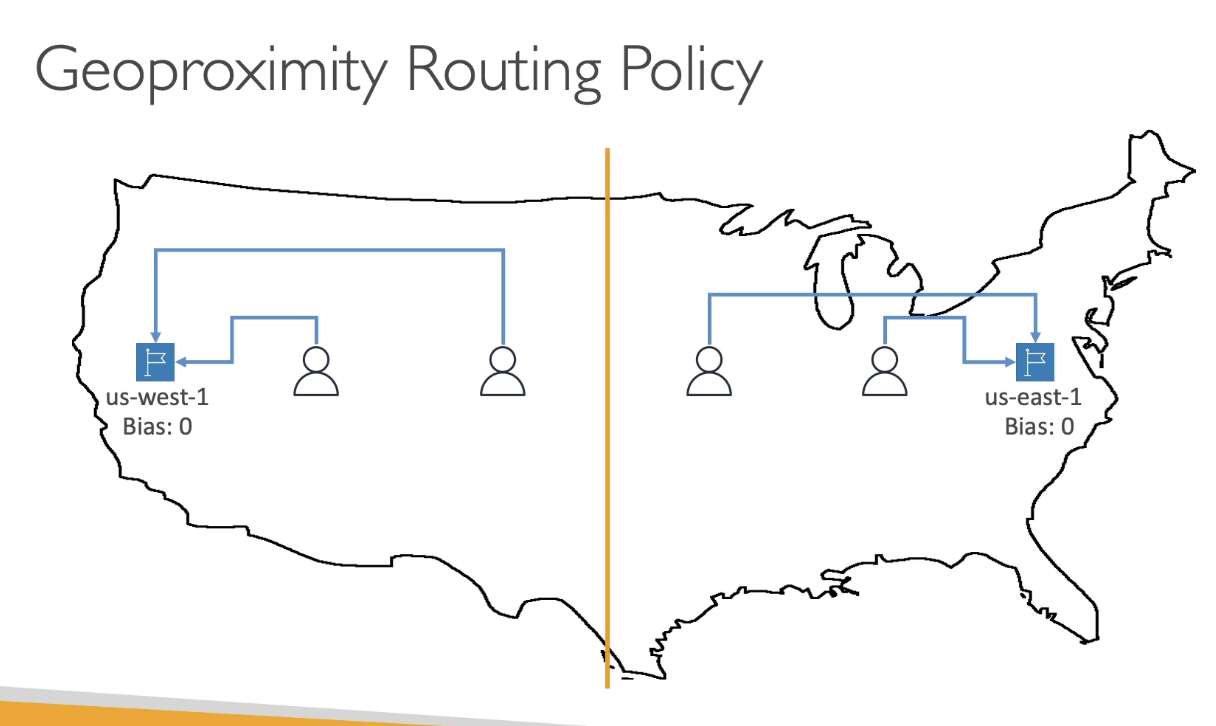 Geoproximity Routing Policy
us-west-1
Bias: 0
us-east-1
Bias: 0